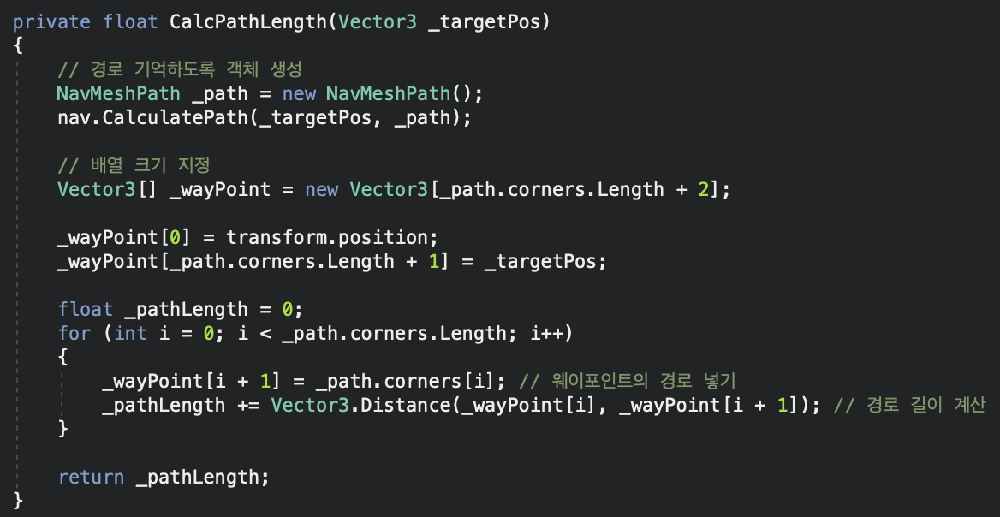 private float CalcPathLength(Vector3 _targetPos)
{
    // 경로 기억하도록 객체 생성
    NavMeshPath _path = new NavMeshPath();
    nav.CalculatePath(_targetPos, _path);

    // 배열 크기 지정
    Vector3[] _wayPoint = new Vector3[_path.corners.Length + 2];

    _wayPoint[0] = transform.position;
    _wayPoint[_path.corners.Length + 1] = _targetPos;

    float _pathLength = 0;
    for (int i = 0; i < _path.corners.Length; i++)
    {
        _wayPoint[i + 1] = _path.corners[i]; // 웨이포인트의 경로 넣기
        _pathLength += Vector3.Distance(_wayPoint[i], _wayPoint[i + 1]); // 경로 길이 계산
    }

    return _pathLength;
}